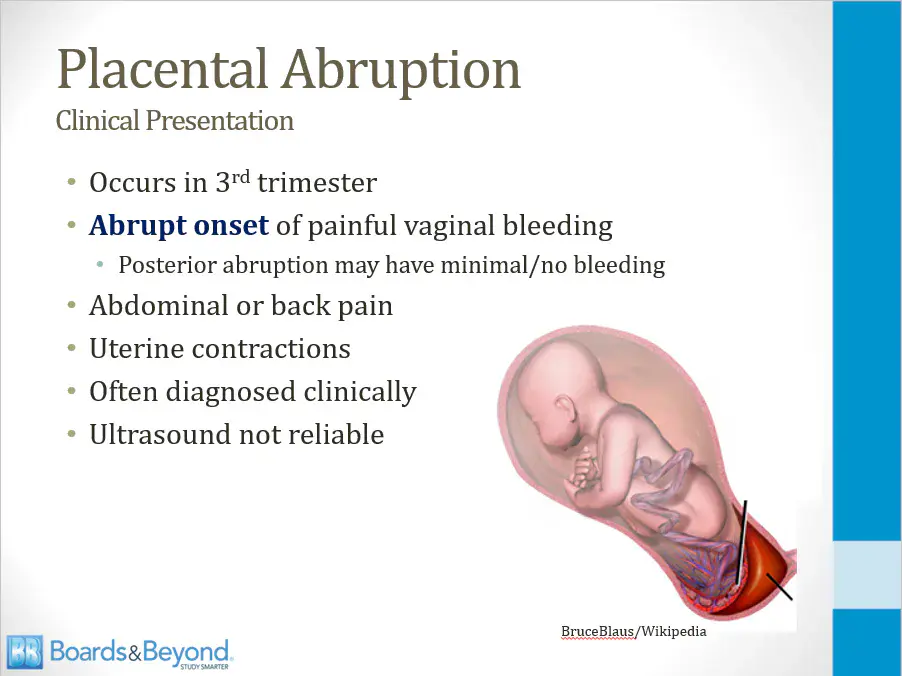 Placental Abruption
Clinical Presentation
• Occurs in 3rd trimester
• Abrupt onset of painful vaginal bleeding
• Posterior abruption may have minimal/no bleeding
• Abdominal or back pain
• Uterine contractions
• Often diagnosed clinically
• Ultrasound not reliable
BruceBlaus/Wikipedia
BB Boards&Beyond.
STUDY SMARTER